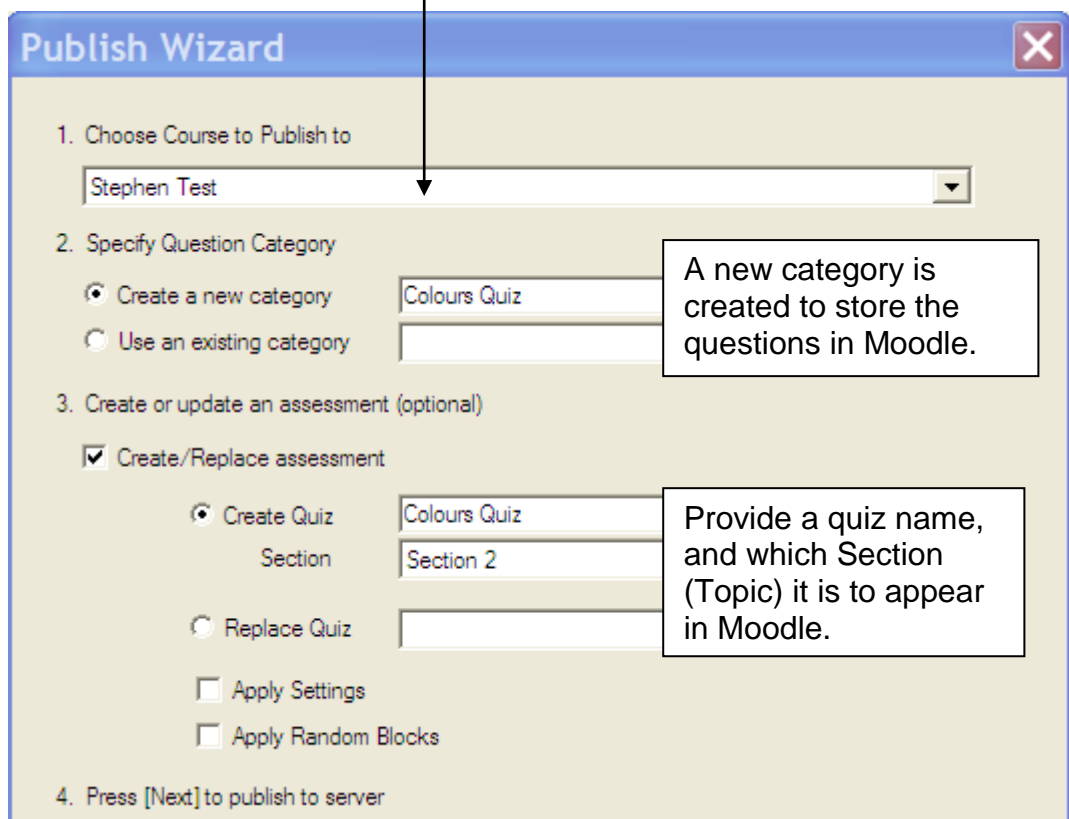 Publish Wizard
1. Choose Course to Publish to
Stephen Test
2. Specify Question Category
Create a new category
Colours Quiz
Use an existing category
A new category is
created to store the
questions in Moodle.
3. Create or update an assessment (optional)
Create/Replace assessment
Create Quiz
Colours Quiz
Section
Section 2
Replace Quiz
Provide a quiz name,
and which Section
(Topic) it is to appear
in Moodle.
Apply Settings
Apply Random Blocks
4. Press [Next] to publish to server